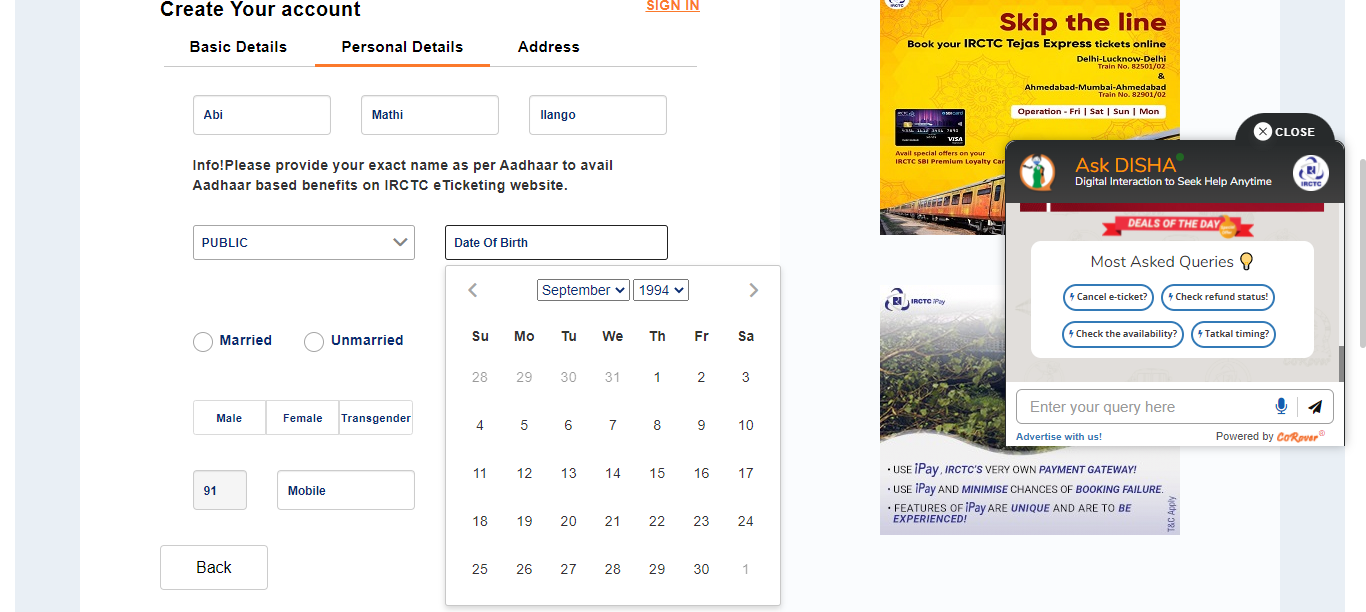 Create Your account
SIGN IN
Basic Details
Personal Details
Address
Abi
Mathi
Ilango
Info!Please provide your exact name as per Aadhaar to avail
Aadhaar based benefits on IRCTC eTicketing website.
PUBLIC
Date Of Birth
September
1994
Su Mo Tu We Th Fr Sa
28 29 30 31 1 2 3
4 5 6 7 8 9 10
11 12 13 14 15 16 17
18 19 20 21 22 23 24
25 26 27 28 29 30 1
Married
Unmarried
Male
Female
Transgender
91
Mobile
Back
IRCTC
Skip the line
Book your IRCTC Tejas Express tickets online
Delhi-Lucknow-Delhi
Train No. 82501/02
&
Ahmedabad-Mumbai-Ahmedabad
Train No. 82901/02
Operation - Fri | Sat | Sun | Mon
SBI card
VISA
Avail special offers on your
IRCTC SBI Premium Loyalty Car
CLOSE
Ask DISHA
Digital Interaction to Seek Help Anytime
IRCTC
DEALS OF THE DAY
Most Asked Queries
Cancel e-ticket?
Check refund status!
Check the availability?
Tatkal timing?
Enter your query here
Advertise with us!
Powered by CoRover®
IRCTC iPay
• USE iPay, IRCTC'S VERY OWN PAYMENT GATEWAY!
• USE iPay AND MINIMISE CHANCES OF BOOKING FAILURE.
• FEATURES OF iPay ARE UNIQUE AND ARE TO BE
EXPERIENCED!
T&C Apply